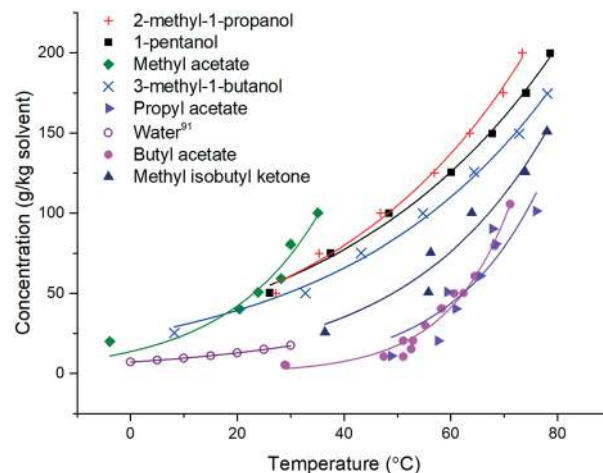 2-methyl-1-propanol
1-pentanol
Methyl acetate
3-methyl-1-butanol
Propyl acetate
Water⁹¹
Butyl acetate
Methyl isobutyl ketone
200
150
100
50
0
Concentration (g/kg solvent)
0 20 40 60 80
Temperature (°C)